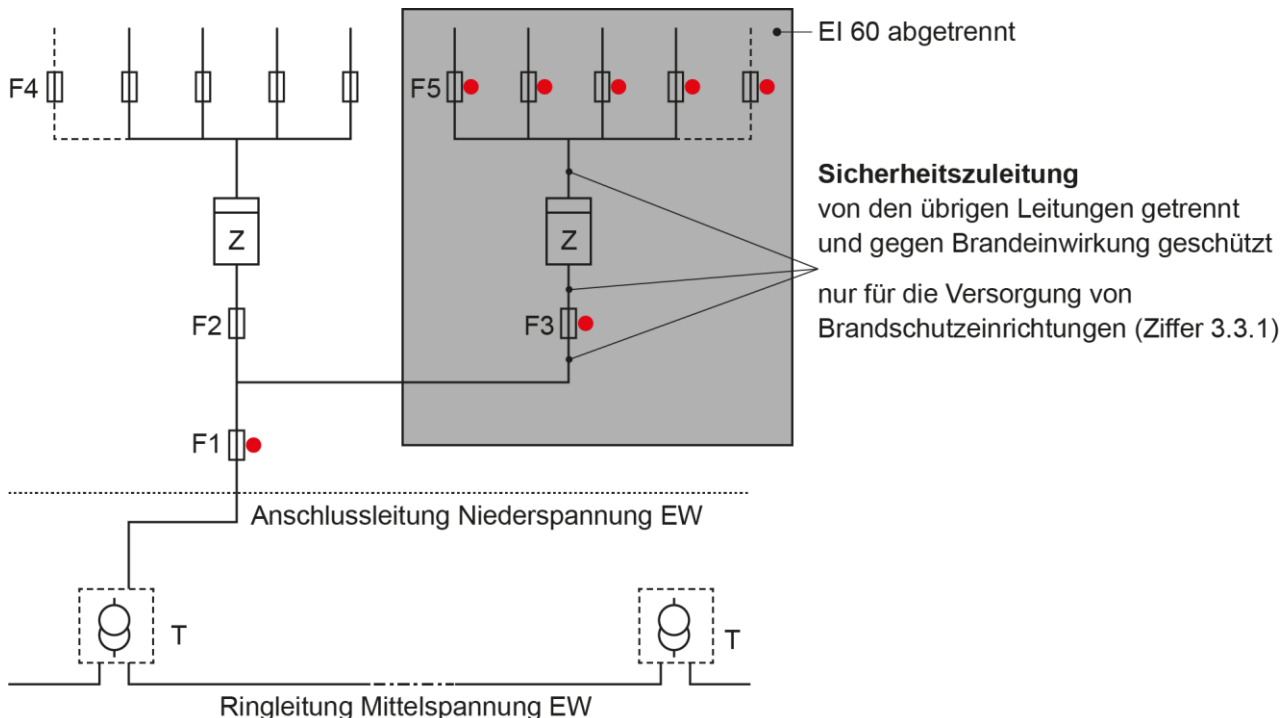 EI 60 abgetrennt
F4
F5
Sicherheitszuleitung
von den übrigen Leitungen getrennt
und gegen Brandeinwirkung geschützt
Z
Z
nur für die Versorgung von
Brandschutzeinrichtungen (Ziffer 3.3.1)
F2
F3
F1
Anschlussleitung Niederspannung EW
T
T
Ringleitung Mittelspannung EW